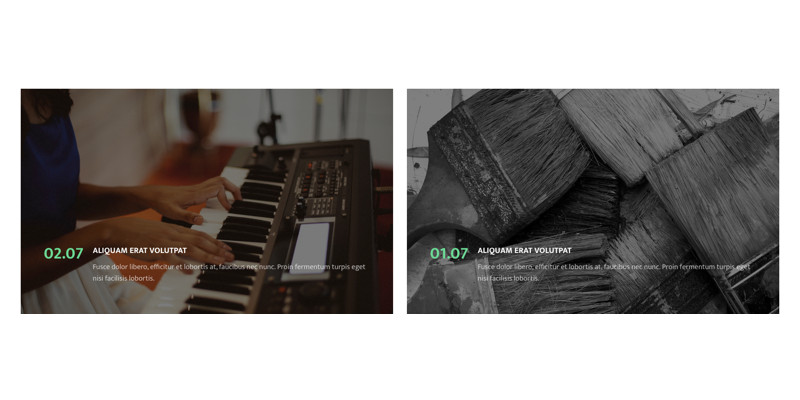 02.07
ALIQUAM ERAT VOLUTPAT
Fusce dolor libero, efficitur et lobortis at, faucibus nec nunc. Proin fermentum turpis eget
nisi facilisis lobortis.
01.07
ALIQUAM ERAT VOLUTPAT
Fusce dolor libero, efficitur et lobortis at, faucibus nec nunc. Proin fermentum turpis eget
nisi facilisis lobortis.